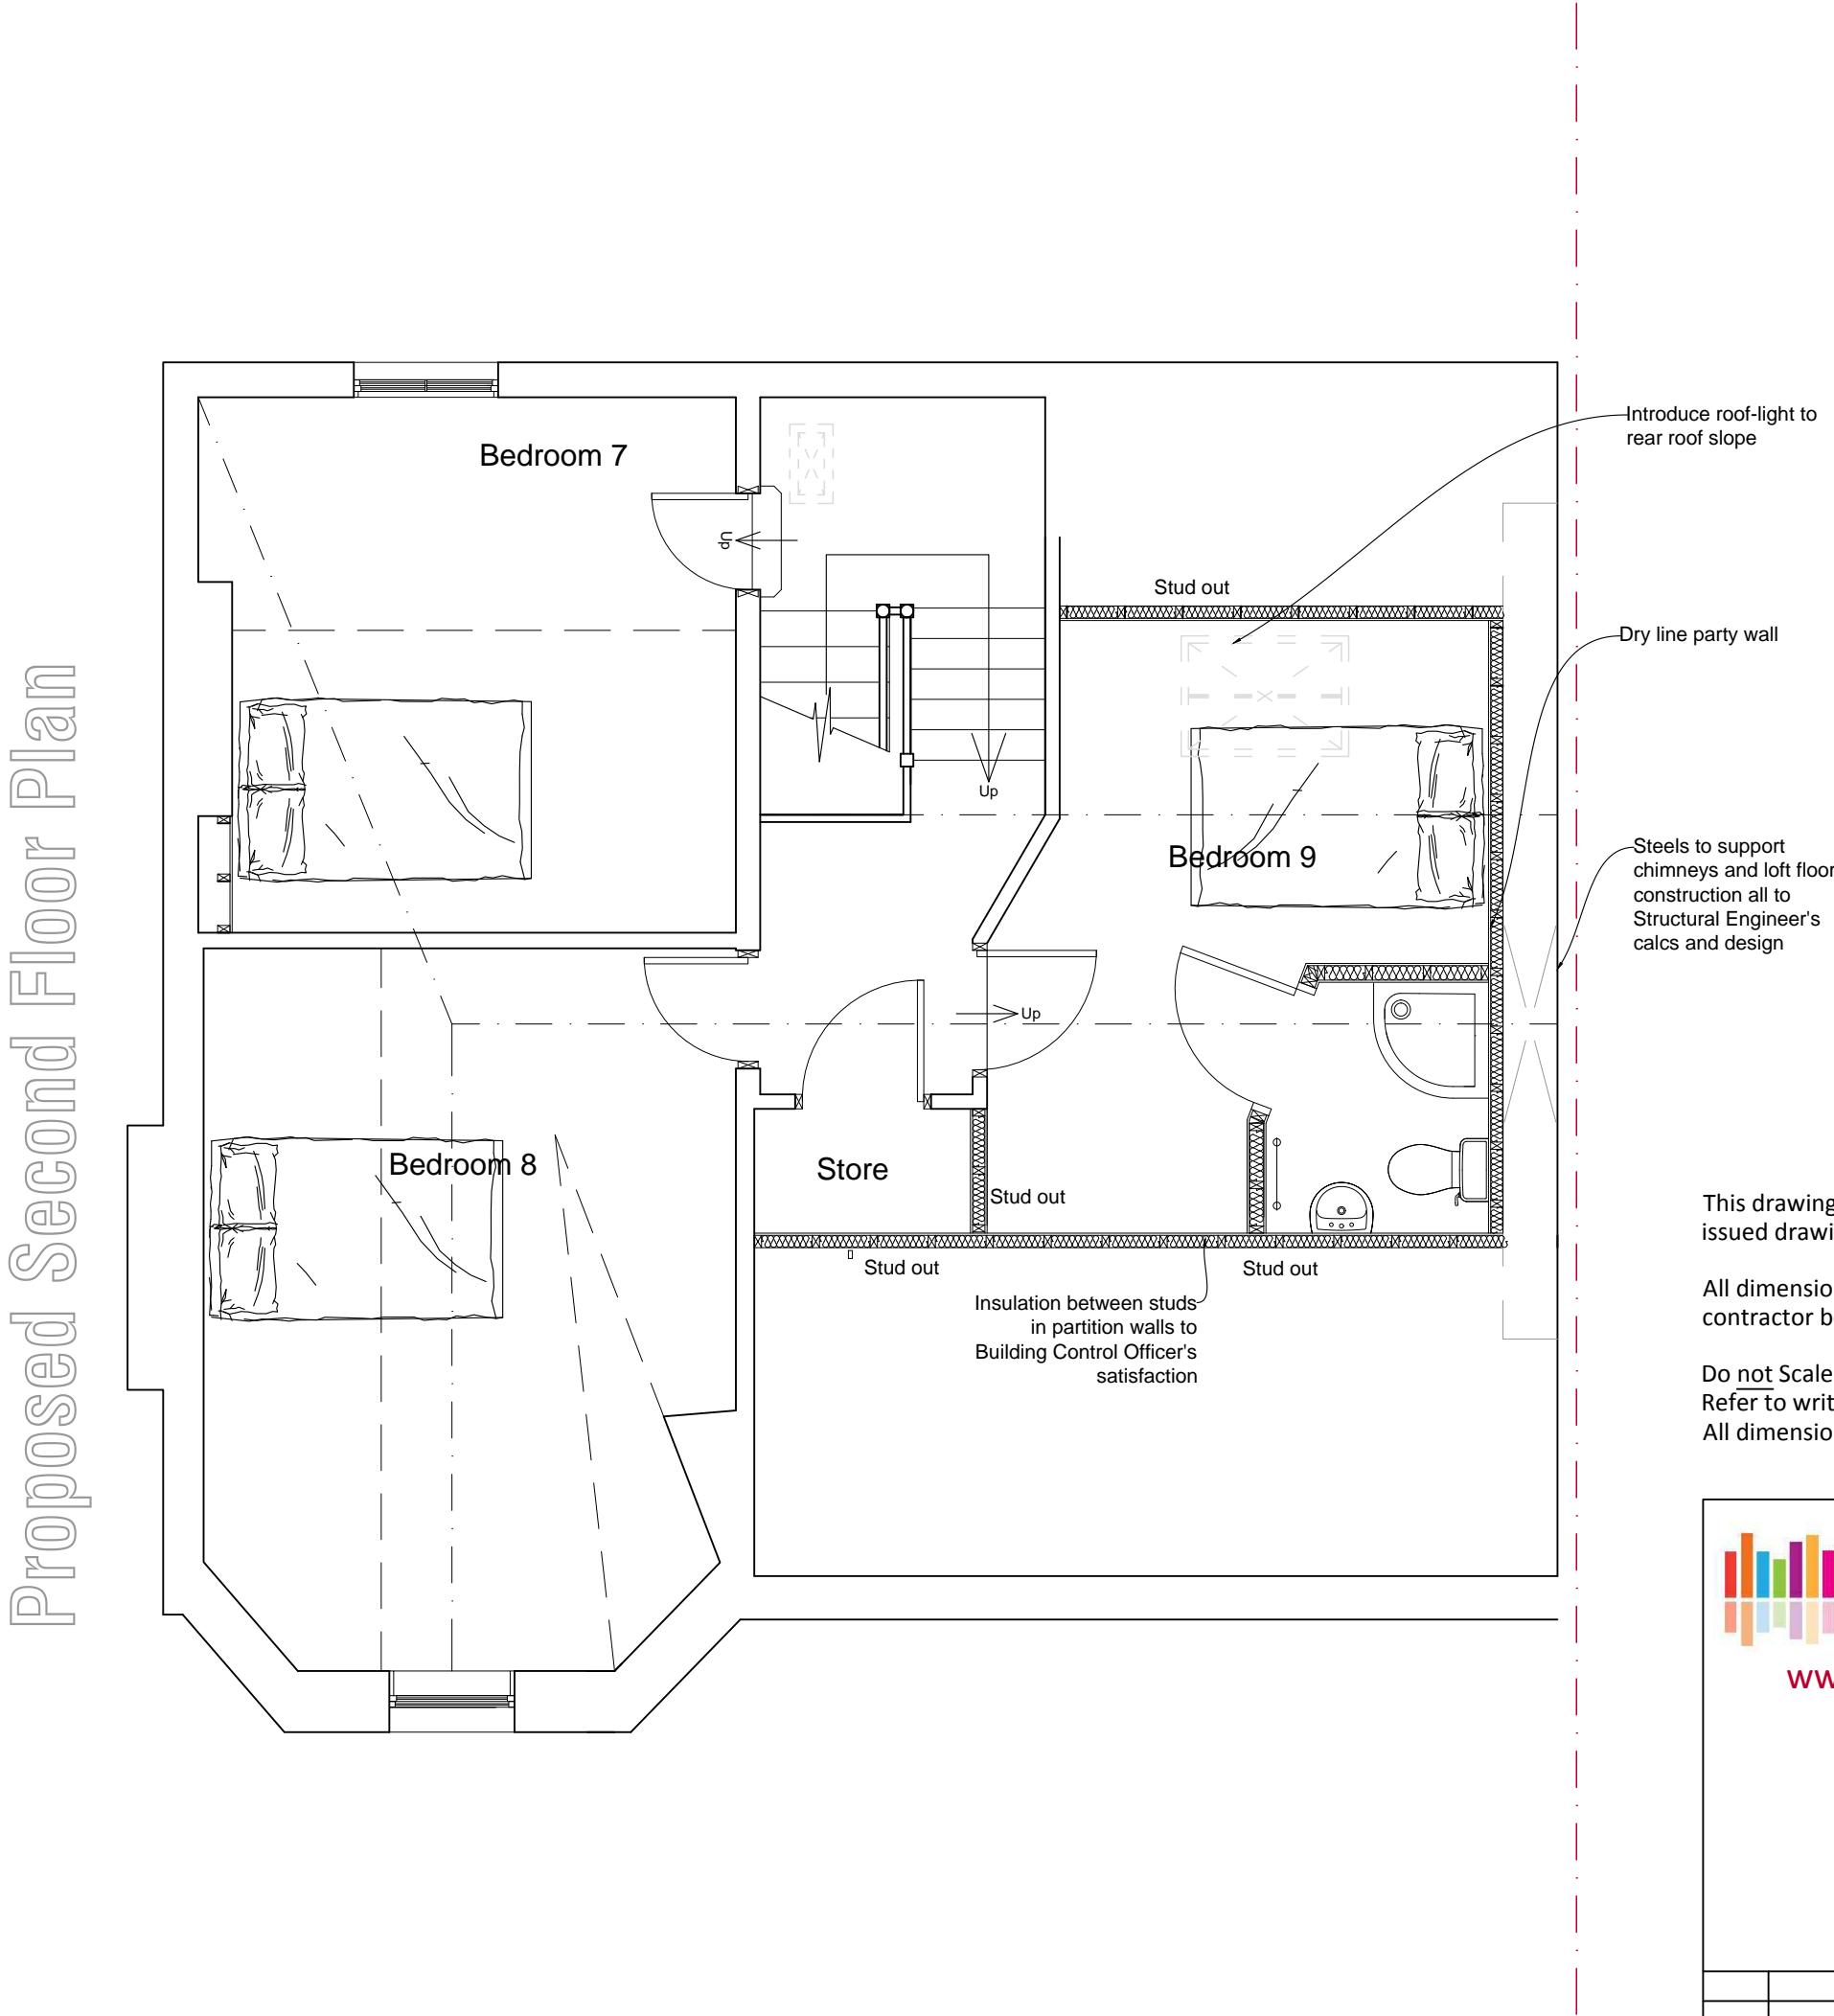 Proposed Second Floor Plan
Bedroom 7
Introduce roof-light to
rear roof slope
Up
Stud out
Dry line party wall
Up
Bedroom 9
Steels to support
chimneys and loft floor
construction all to
Structural Engineer's
calcs and design
Up
Bedroom 8
Store
Stud out
Stud out
Stud out
Insulation between studs
in partition walls to
Building Control Officer's
satisfaction
This drawing
issued drawi
All dimensio
contractor b
Do not Scale
Refer to writ
All dimensio
ww